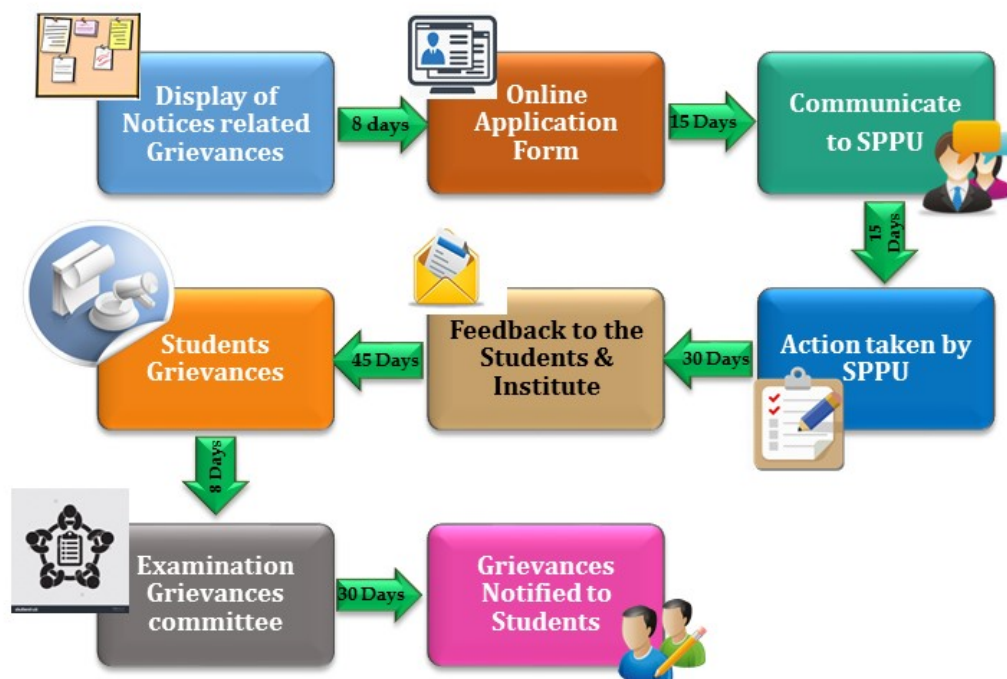 Display of
Notices related
Grievances
8 days
Online
Application
Form
15 Days
Communicate
to SPPU
15
Days
Action taken by
SPPU
30 Days
Feedback to the
Students &
Institute
45 Days
Students
Grievances
8 Days
Examination
Grievances
committee
30 Days
Grievances
Notified to
Students